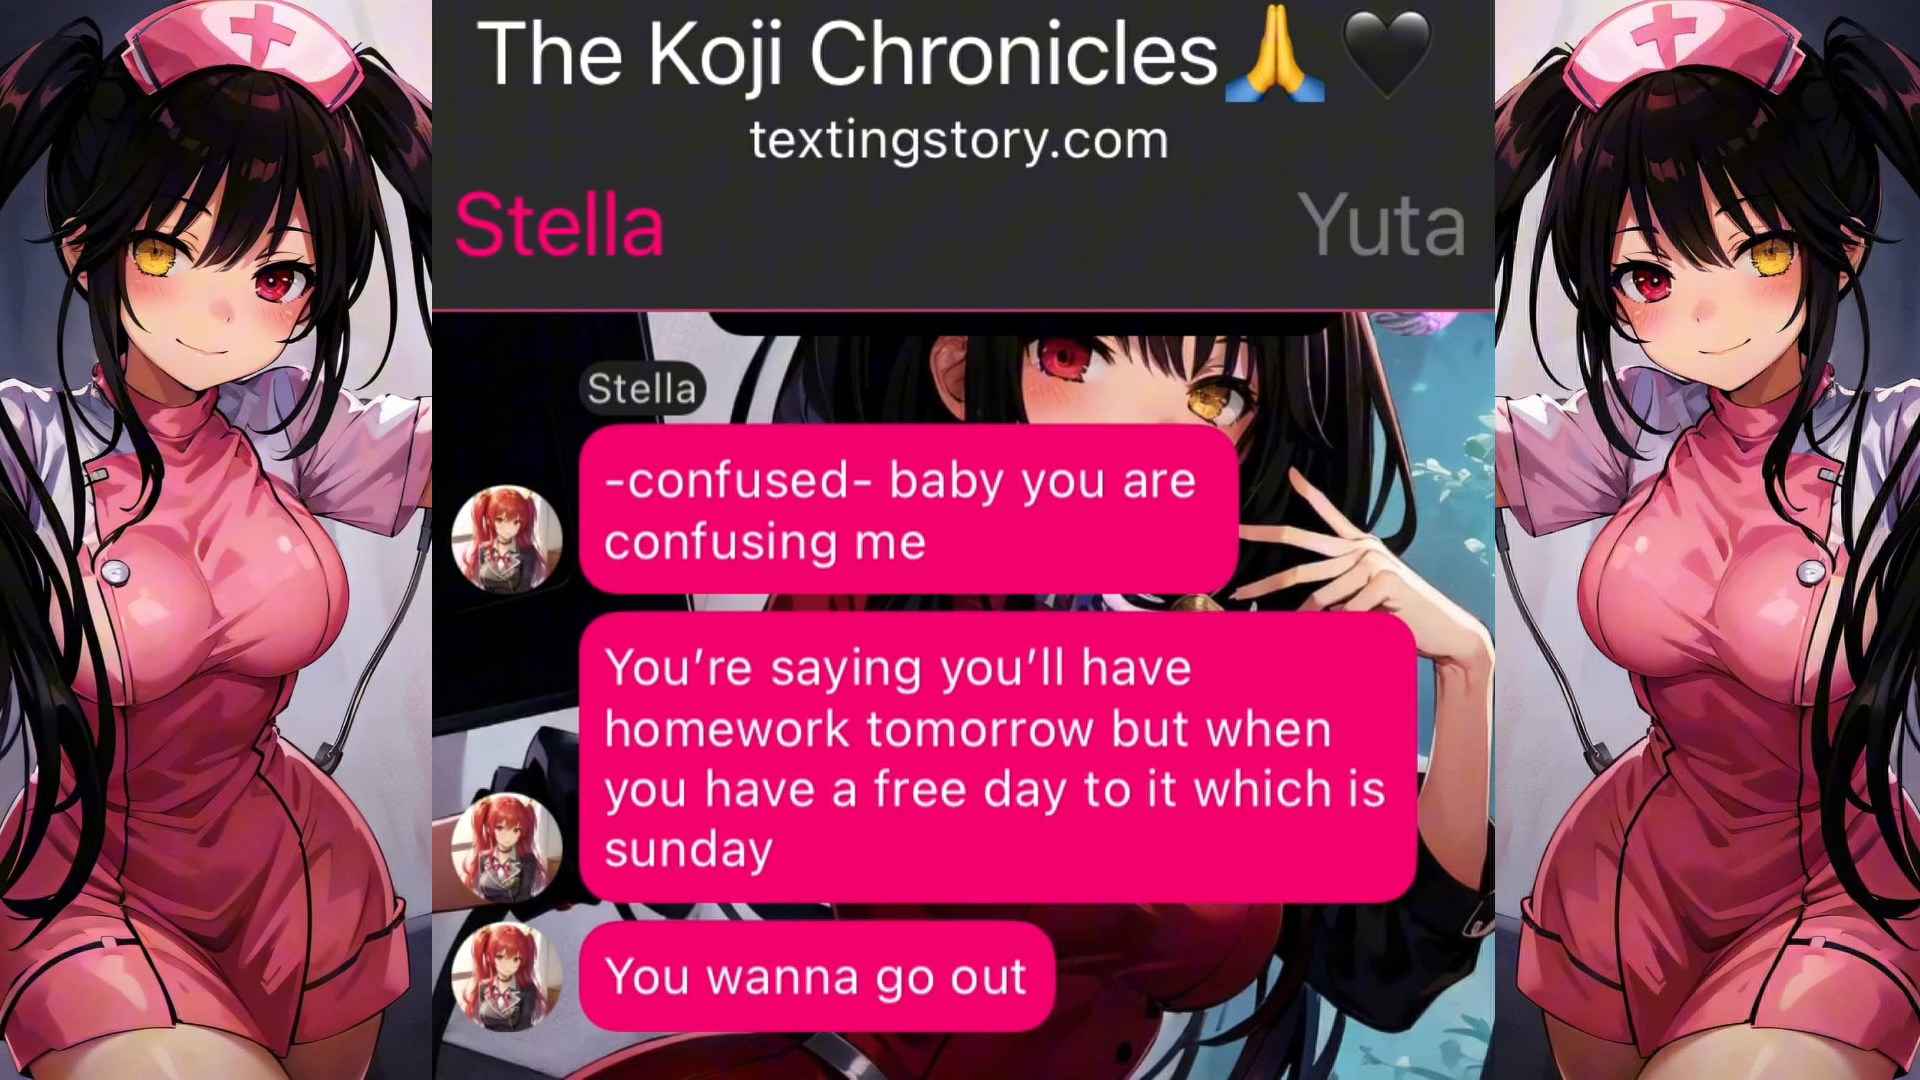 The Koji Chronicles🙏🖤
textingstory.com
Stella
Yuta
Stella
-confused- baby you are
confusing me
You’re saying you’ll have
homework tomorrow but when
you have a free day to it which is
sunday
You wanna go out